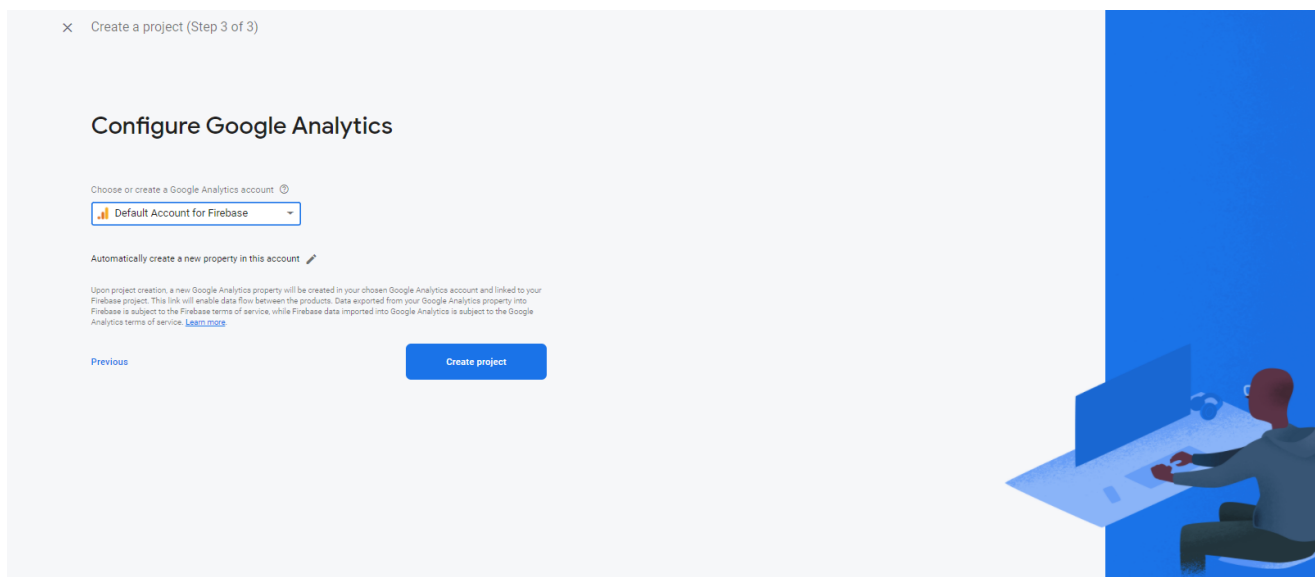 Create a project (Step 3 of 3)
Configure Google Analytics
Choose or create a Google Analytics account
Default Account for Firebase
Automatically create a new property in this account
Upon project creation, a new Google Analytics property will be created in your chosen Google Analytics account and linked to your
Firebase project. This link will enable data flow between the products. Data exported from your Google Analytics property into
Firebase is subject to the Firebase terms of service, while Firebase data imported into Google Analytics is subject to the Google
Analytics terms of service. Learn more.
Previous
Create project